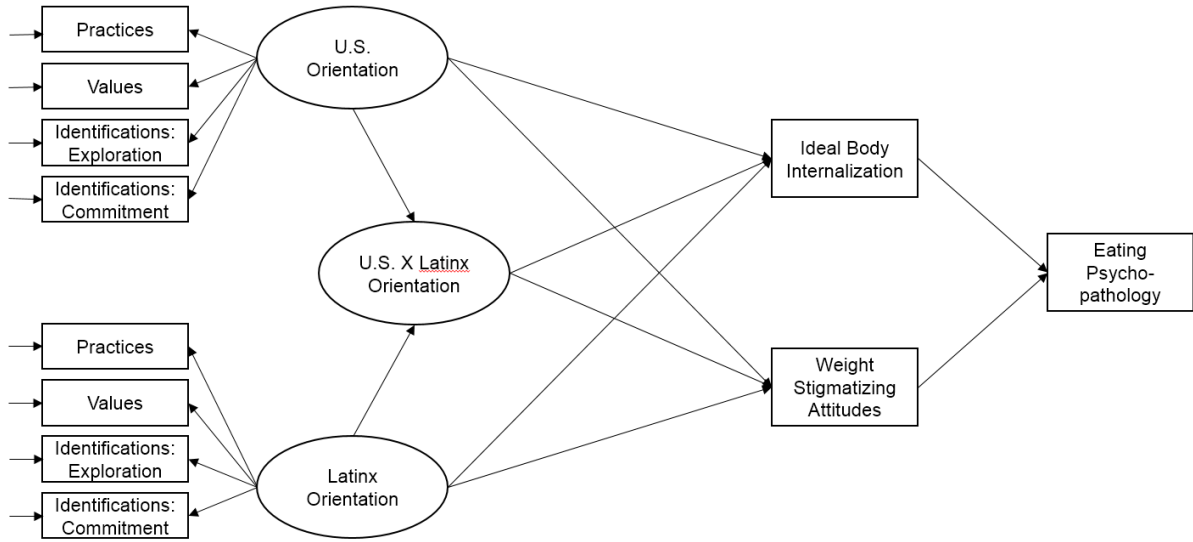 Practices
Values
Identifications:
Exploration
Identifications:
Commitment
U.S.
Orientation
U.S. X Latinx
Orientation
Practices
Values
Identifications:
Exploration
Identifications:
Commitment
Latinx
Orientation
Ideal Body
Internalization
Weight
Stigmatizing
Attitudes
Eating
Psycho-
pathology